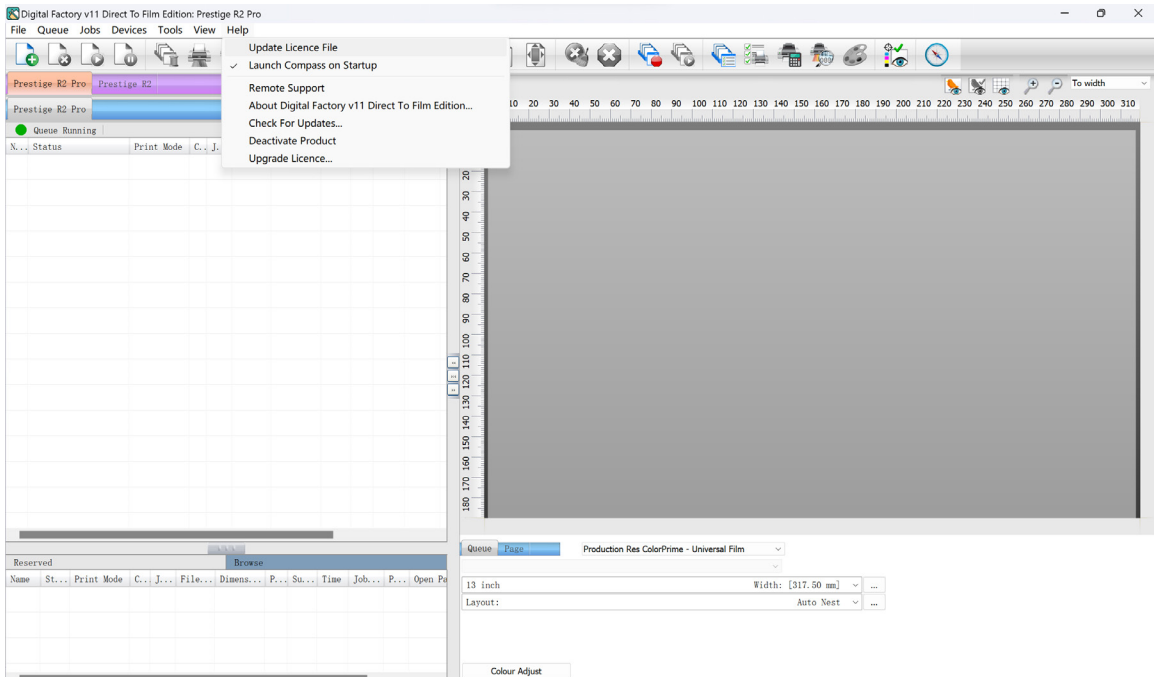 Digital Factory v11 Direct To Film Edition: Prestige R2 Pro
File Queue Jobs Devices Tools View Help
Update Licence File
Launch Compass on Startup
Remote Support
About Digital Factory v11 Direct To Film Edition...
Check For Updates...
Deactivate Product
Upgrade Licence...
Prestige R2 Pro Prestige R2
To width
Prestige R2 Pro
10 20 30 40 50 60 70 80 90 100 110 120 130 140 150 160 170 180 190 200 210 220 230 240 250 260 270 280 290 300 310
Queue Running
N... Status Print Mode C... J.
20
30
40
50
60
70
80
90
100
110
120
130
140
150
160
170
180
Queue Page Production Res ColorPrime - Universal Film
Reserved Browse
Name St... Print Mode C... J... File... Dimens... P... Su... Time Job... P... Open Pa
13 inch Width: [317.50 mm] ...
Layout: Auto Nest ...
Colour Adjust